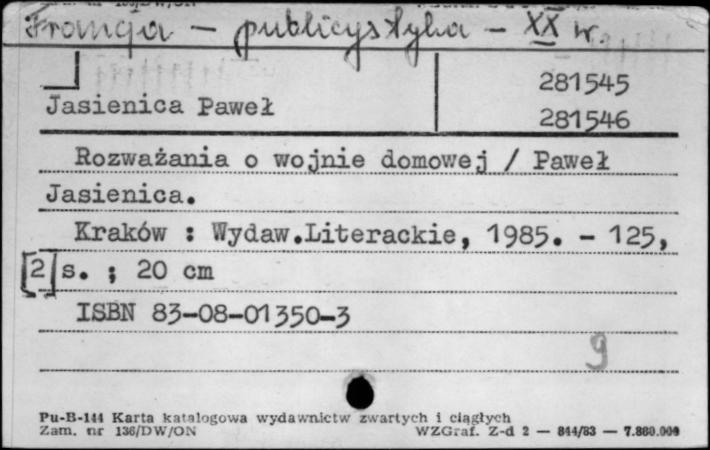 Francja — publicystyka — XX w.
281545
Jasienica Paweł
281546
Rozważania o wojnie domowej / Paweł
Jasienica.
Kraków : Wydaw.Literackie, 1985. - 125,
[2] s. ; 20 cm
ISBN 83-08-01350-3
9
Pu-B-144 Karta katalogowa wydawnictw zwartych i ciągłych
Zam. nr 136/DW/ON WZGraf. Z-d 2 — 844/83 — 7.860.000